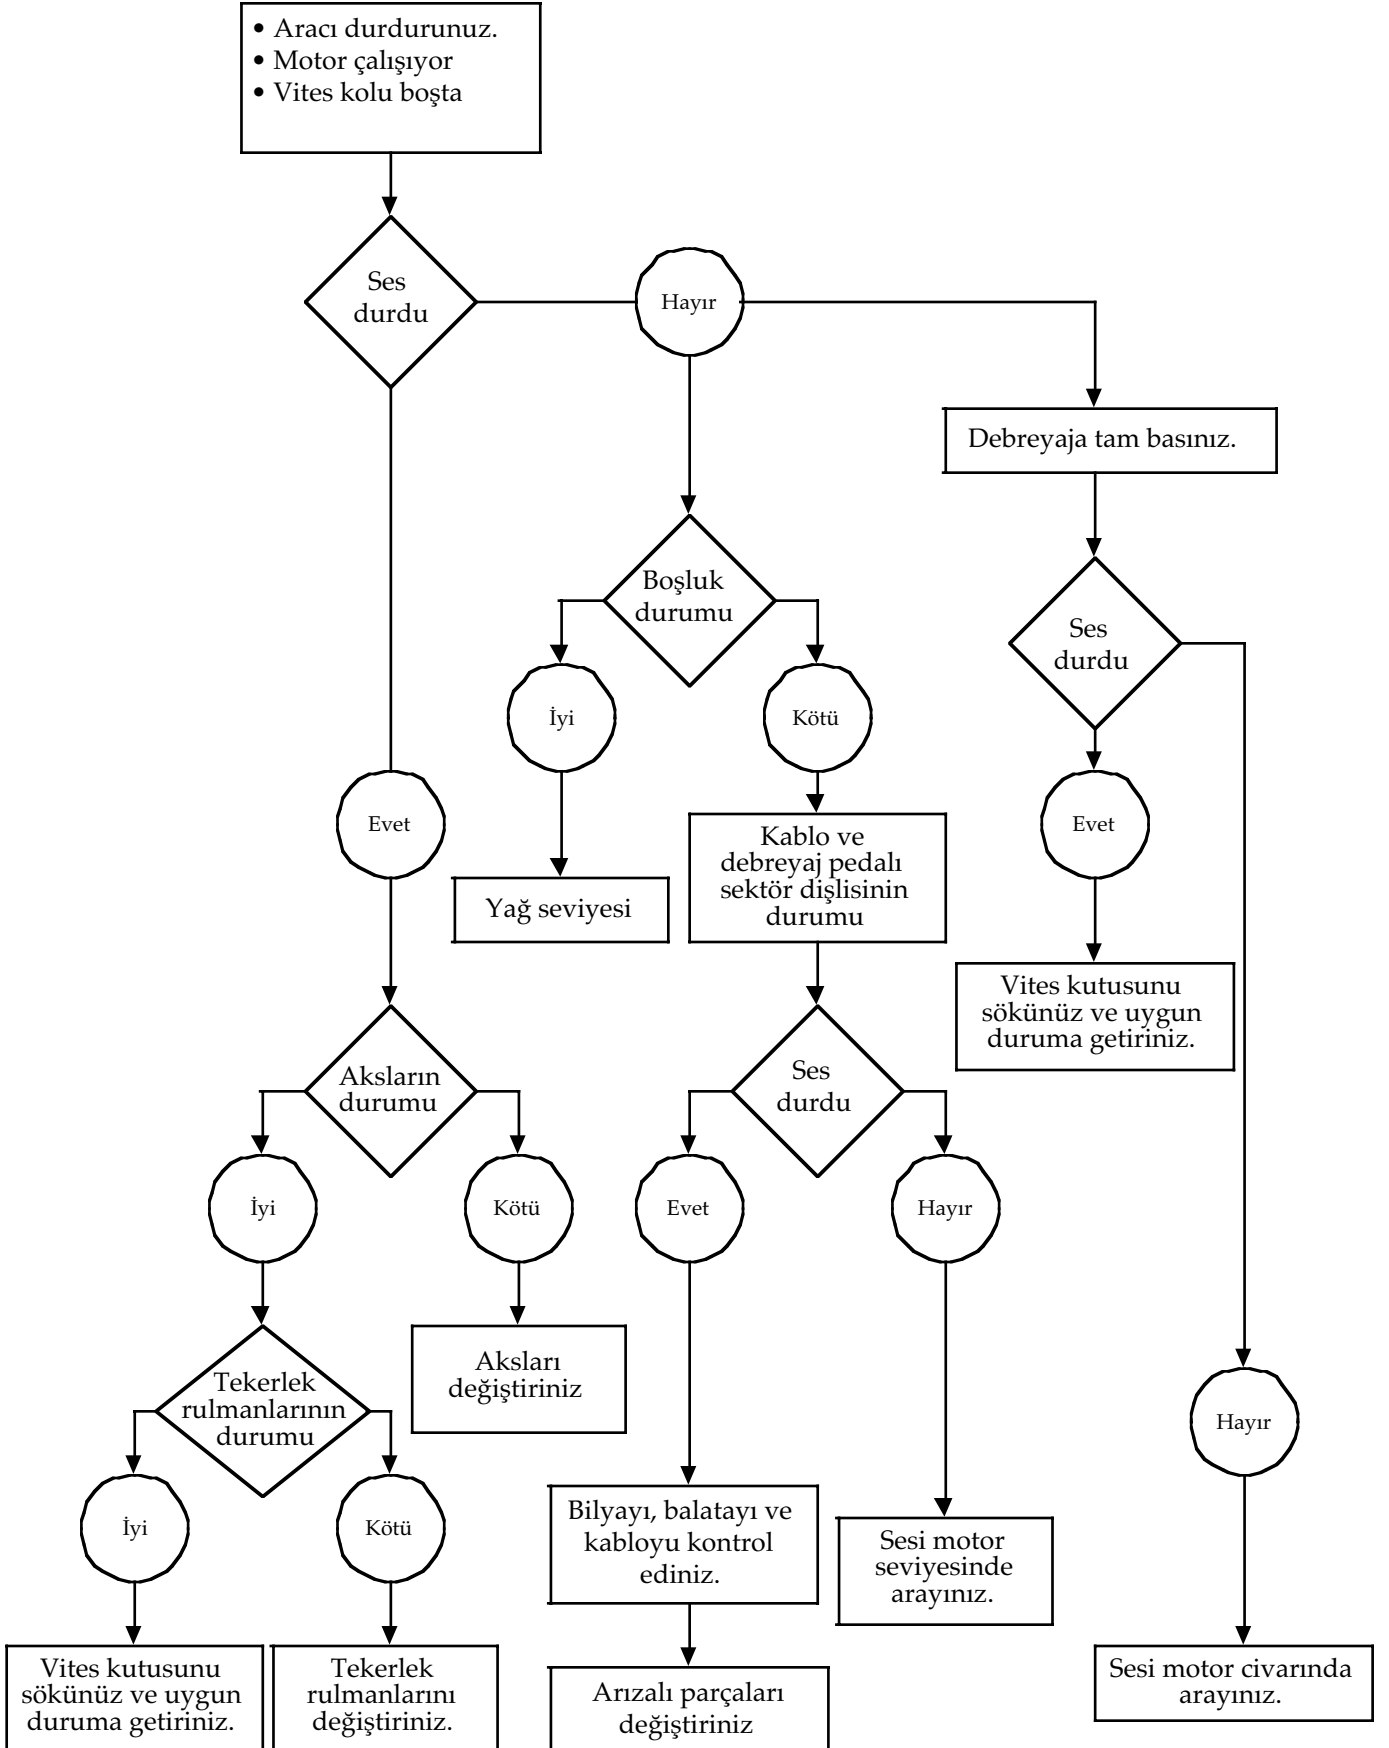 • Aracı durdurunuz.
• Motor çalışıyor
• Vites kolu boşta
Ses
durdu
Hayır
Debreyaja tam basınız.
Boşluk
durumu
Ses
durdu
İyi
Kötü
Evet
Evet
Kablo ve
debreyaj pedalı
sektör dişlisinin
durumu
Yağ seviyesi
Vites kutusunu
sökünüz ve uygun
duruma getiriniz.
Aksların
durumu
Ses
durdu
İyi
Kötü
Evet
Hayır
Aksları
değiştiriniz
Tekerlek
rulmanlarının
durumu
Hayır
İyi
Kötü
Bilyayı, balatayı ve
kabloyu kontrol
ediniz.
Sesi motor
seviyesinde
arayınız.
Vites kutusunu
sökünüz ve uygun
duruma getiriniz.
Tekerlek
rulmanlarını
değiştiriniz.
Arızalı parçaları
değiştiriniz
Sesi motor civarında
arayınız.